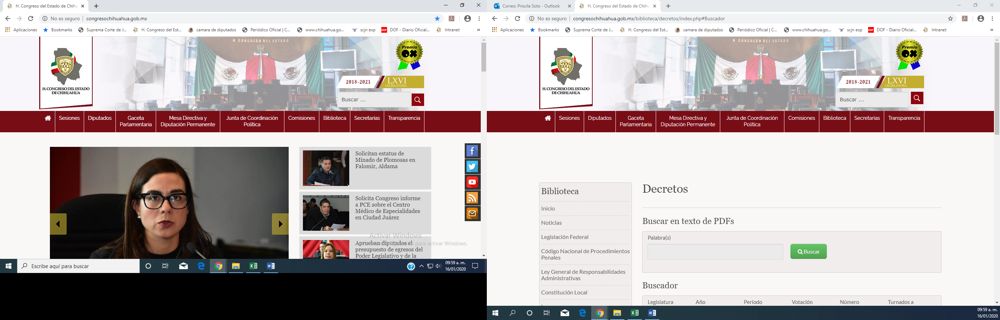 H. Congreso del Estado de Chihu
No es seguro
congresochihuahua.gob.mx
Aplicaciones
Bookmarks
Suprema Corte de J...
H. Congreso del Est...
camara de diputados
Periódico Oficial | C...
www.chihuahua.go...
scjn exp
DOF - Diario Oficial...
Intranet
»
H. CONGRESO DEL ESTADO
Premio
OX
2018-2021
LXVI
LEGISLATURA
H. CONGRESO DEL ESTADO
DE CHIHUAHUA
Buscar ...
Sesiones
Diputados
Gaceta
Parlamentaria
Mesa Directiva y
Diputación Permanente
Junta de Coordinación
Política
Comisiones
Biblioteca
Secretarías
Transparencia
Solicitan estatus de
Minado de Plomosas en
Falomir, Aldama
Solicita Congreso informe
a PCE sobre el Centro
Médico de Especialidades
en Ciudad Juárez
Activar Windows
para activar Windows.
Aprueban diputados el
presupuesto de egresos del
Poder Legislativo y de la
Escribe aquí para buscar
09:59 a. m.
16/01/2020
Correo: Priscila Soto - Outlook
H. Congreso del Estado de Chihu
No es seguro
congresochihuahua.gob.mx/biblioteca/decretos/index.php#Buscador
Aplicaciones
Bookmarks
Suprema Corte de J...
H. Congreso del Est...
camara de diputados
Periódico Oficial | C...
www.chihuahua.go...
scjn exp
DOF - Diario Oficial...
Intranet
»
H CONGRESO DEL ESTADO
Premio
OX
2018-2021
LXVI
LEGISLATURA
H. CONGRESO DEL ESTADO
DE CHIHUAHUA
Buscar ...
Sesiones
Diputados
Gaceta
Parlamentaria
Mesa Directiva y
Diputación Permanente
Junta de Coordinación
Política
Comisiones
Biblioteca
Secretarías
Transparencia
Biblioteca
Inicio
Noticias
Legislación Federal
Código Nacional de Procedimientos
Penales
Ley General de Responsabilidades
Administrativas
Constitución Local
Decretos
Buscar en texto de PDFs
Palabra(s)
Buscar
Buscador
Legislatura
Año
Periodo
Votación
Número
Turnados a
09:59 a. m.
16/01/2020